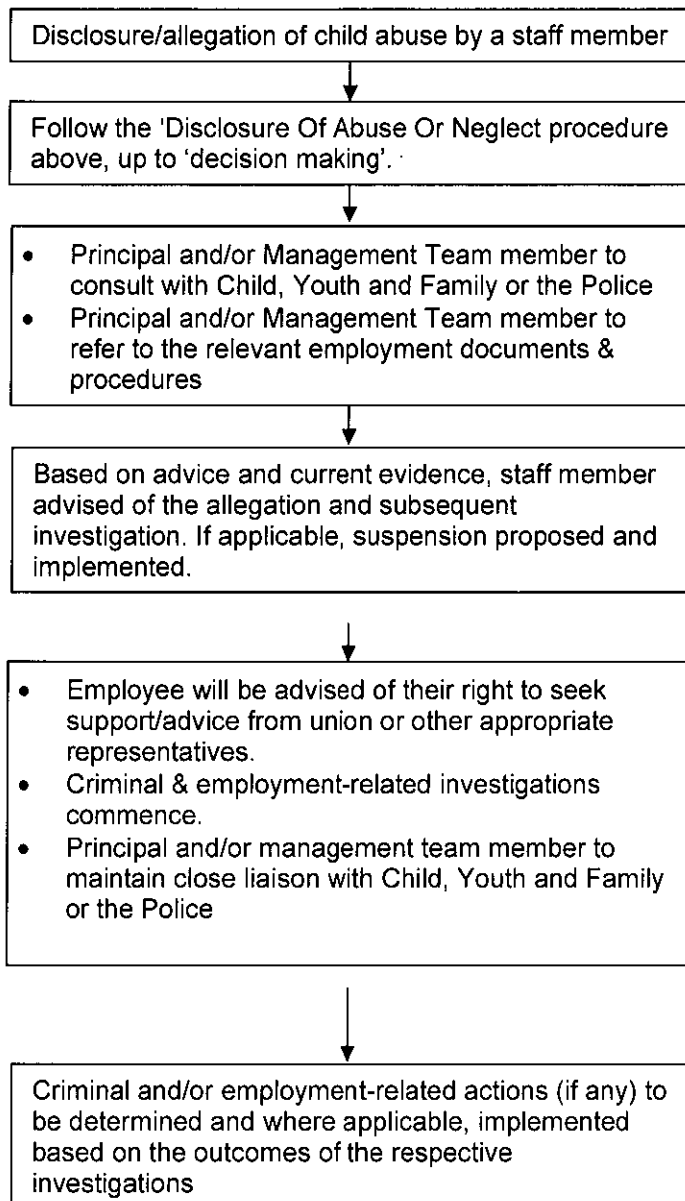 Disclosure/allegation of child abuse by a staff member
Follow the 'Disclosure Of Abuse Or Neglect procedure
above, up to 'decision making'.
• Principal and/or Management Team member to
consult with Child, Youth and Family or the Police
• Principal and/or Management Team member to
refer to the relevant employment documents &
procedures
Based on advice and current evidence, staff member
advised of the allegation and subsequent
investigation. If applicable, suspension proposed and
implemented.
• Employee will be advised of their right to seek
support/advice from union or other appropriate
representatives.
• Criminal & employment-related investigations
commence.
• Principal and/or management team member to
maintain close liaison with Child, Youth and Family
or the Police
Criminal and/or employment-related actions (if any) to
be determined and where applicable, implemented
based on the outcomes of the respective
investigations